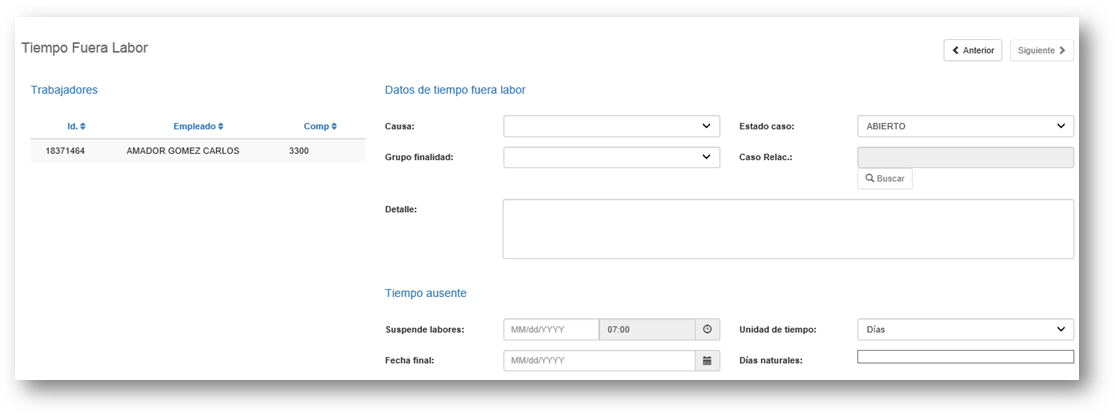 Tiempo Fuera Labor
Anterior
Siguiente
Trabajadores
Id. Empleado Comp
18371464 AMADOR GOMEZ CARLOS 3300
Datos de tiempo fuera labor
Causa:
Estado caso: ABIERTO
Grupo finalidad:
Caso Relac.:
Buscar
Detalle:
Tiempo ausente
Suspende labores: MM/dd/YYYY 07:00
Unidad de tiempo: Días
Fecha final: MM/dd/YYYY
Días naturales: